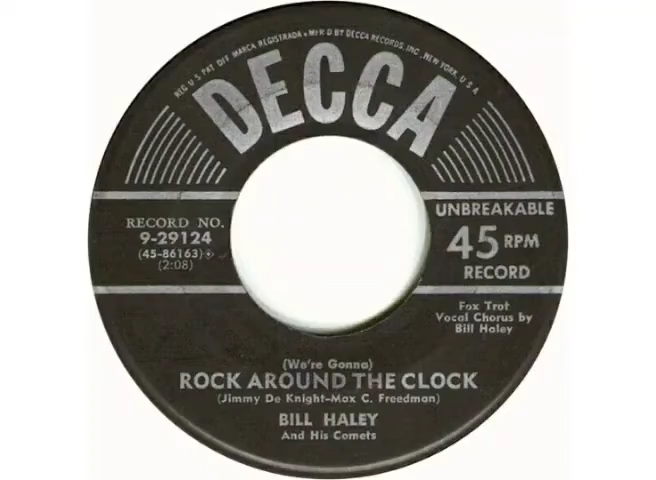 REG. U.S. PAT. OFF. MARCA REGISTRADA • MF'R'D BY DECCA RECORDS, INC., NEW YORK, U.S.A.
DECCA
RECORD NO.
9-29124
(45-86163)
(2:08)
UNBREAKABLE
45 RPM
RECORD
Fox Trot
Vocal Chorus by
Bill Haley
(We're Gonna)
ROCK AROUND THE CLOCK
(Jimmy De Knight-Max C. Freedman)
BILL HALEY
And His Comets